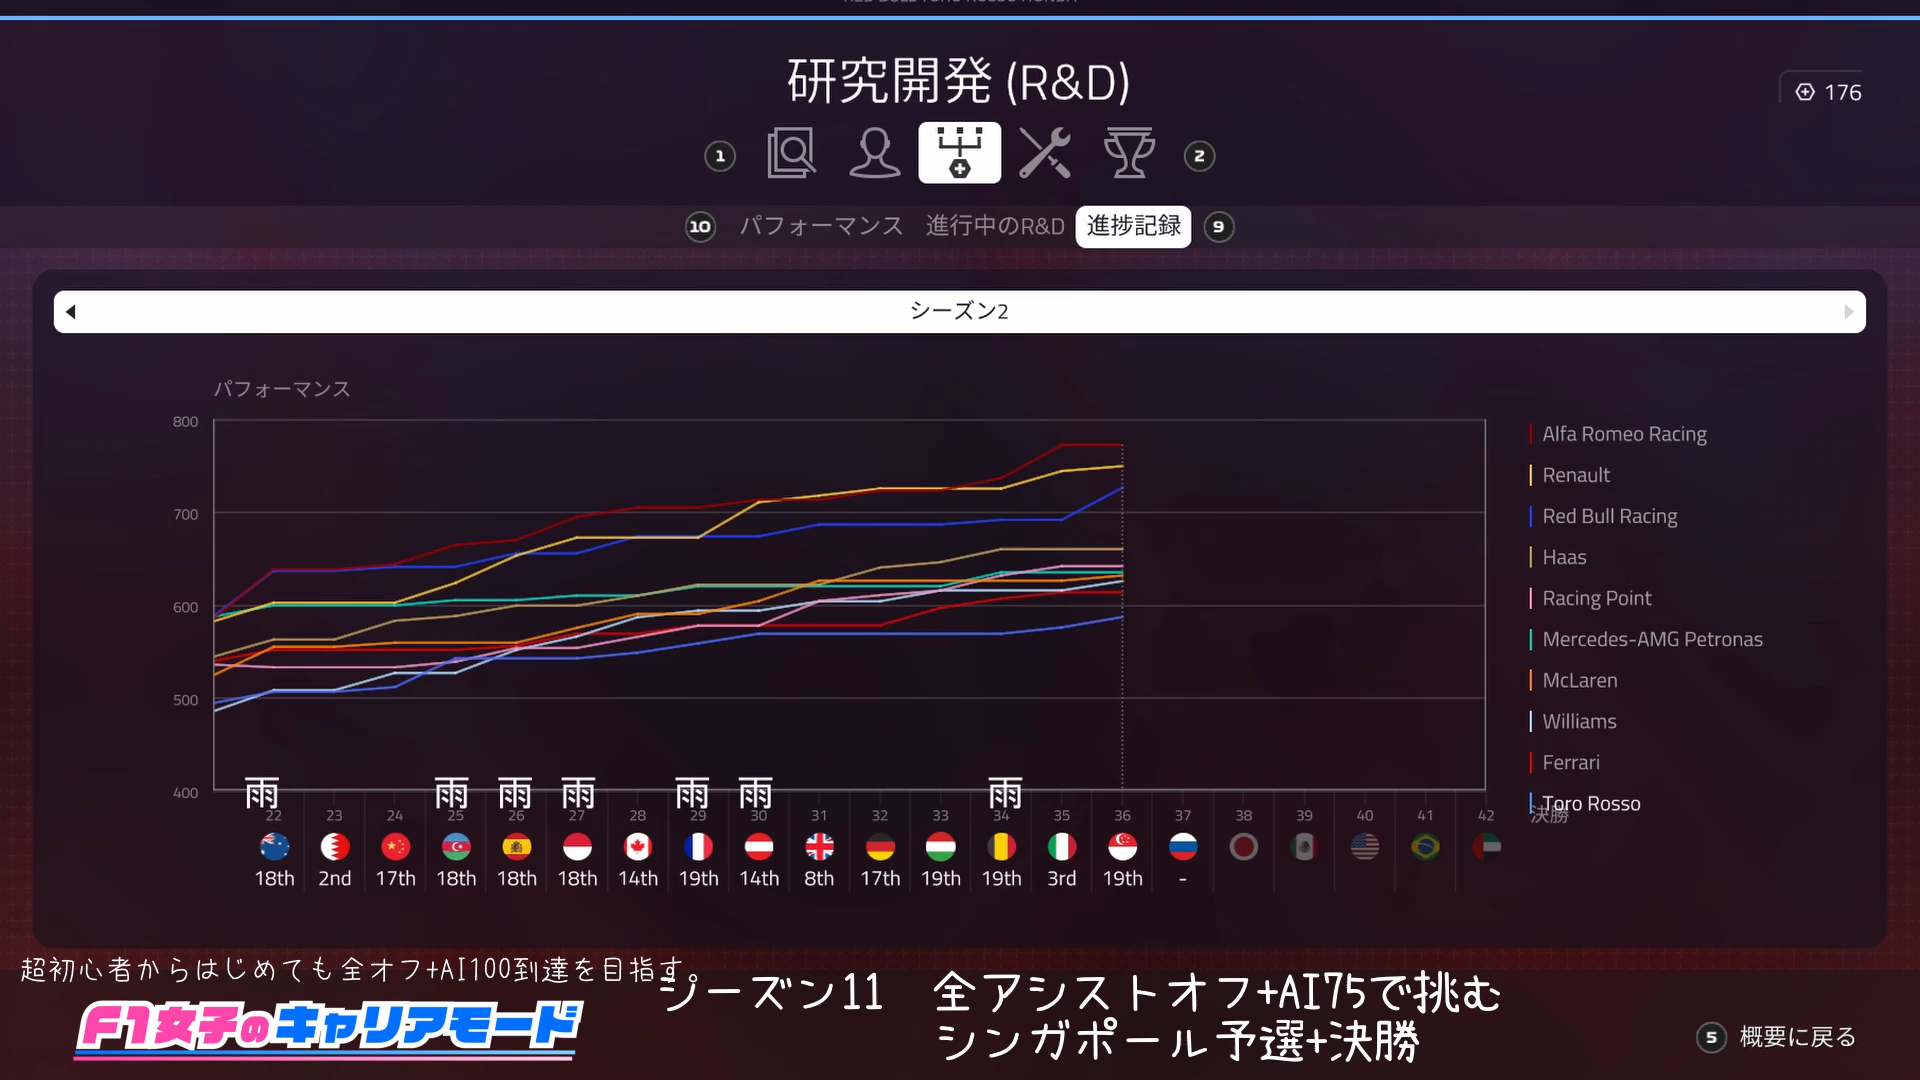 RED BULL TORO ROSSO HONDA
研究開発 (R&D)
176
1
2
10 パフォーマンス 進行中のR&D 進捗記録 9
シーズン2
パフォーマンス
800
700
600
500
400
Alfa Romeo Racing
Renault
Red Bull Racing
Haas
Racing Point
Mercedes-AMG Petronas
McLaren
Williams
Ferrari
Toro Rosso
雨 雨 雨 雨 雨 雨 雨
22 23 24 25 26 27 28 29 30 31 32 33 34 35 36 37 38 39 40 41 42 決勝
18th 2nd 17th 18th 18th 18th 14th 19th 14th 8th 17th 19th 19th 3rd 19th -
超初心者からはじめても全オフ+AI100到達を目指す。
F1女子のキャリアモード
シーズン11 全アシストオフ+AI75で挑む
シンガポール予選+決勝
5 概要に戻る